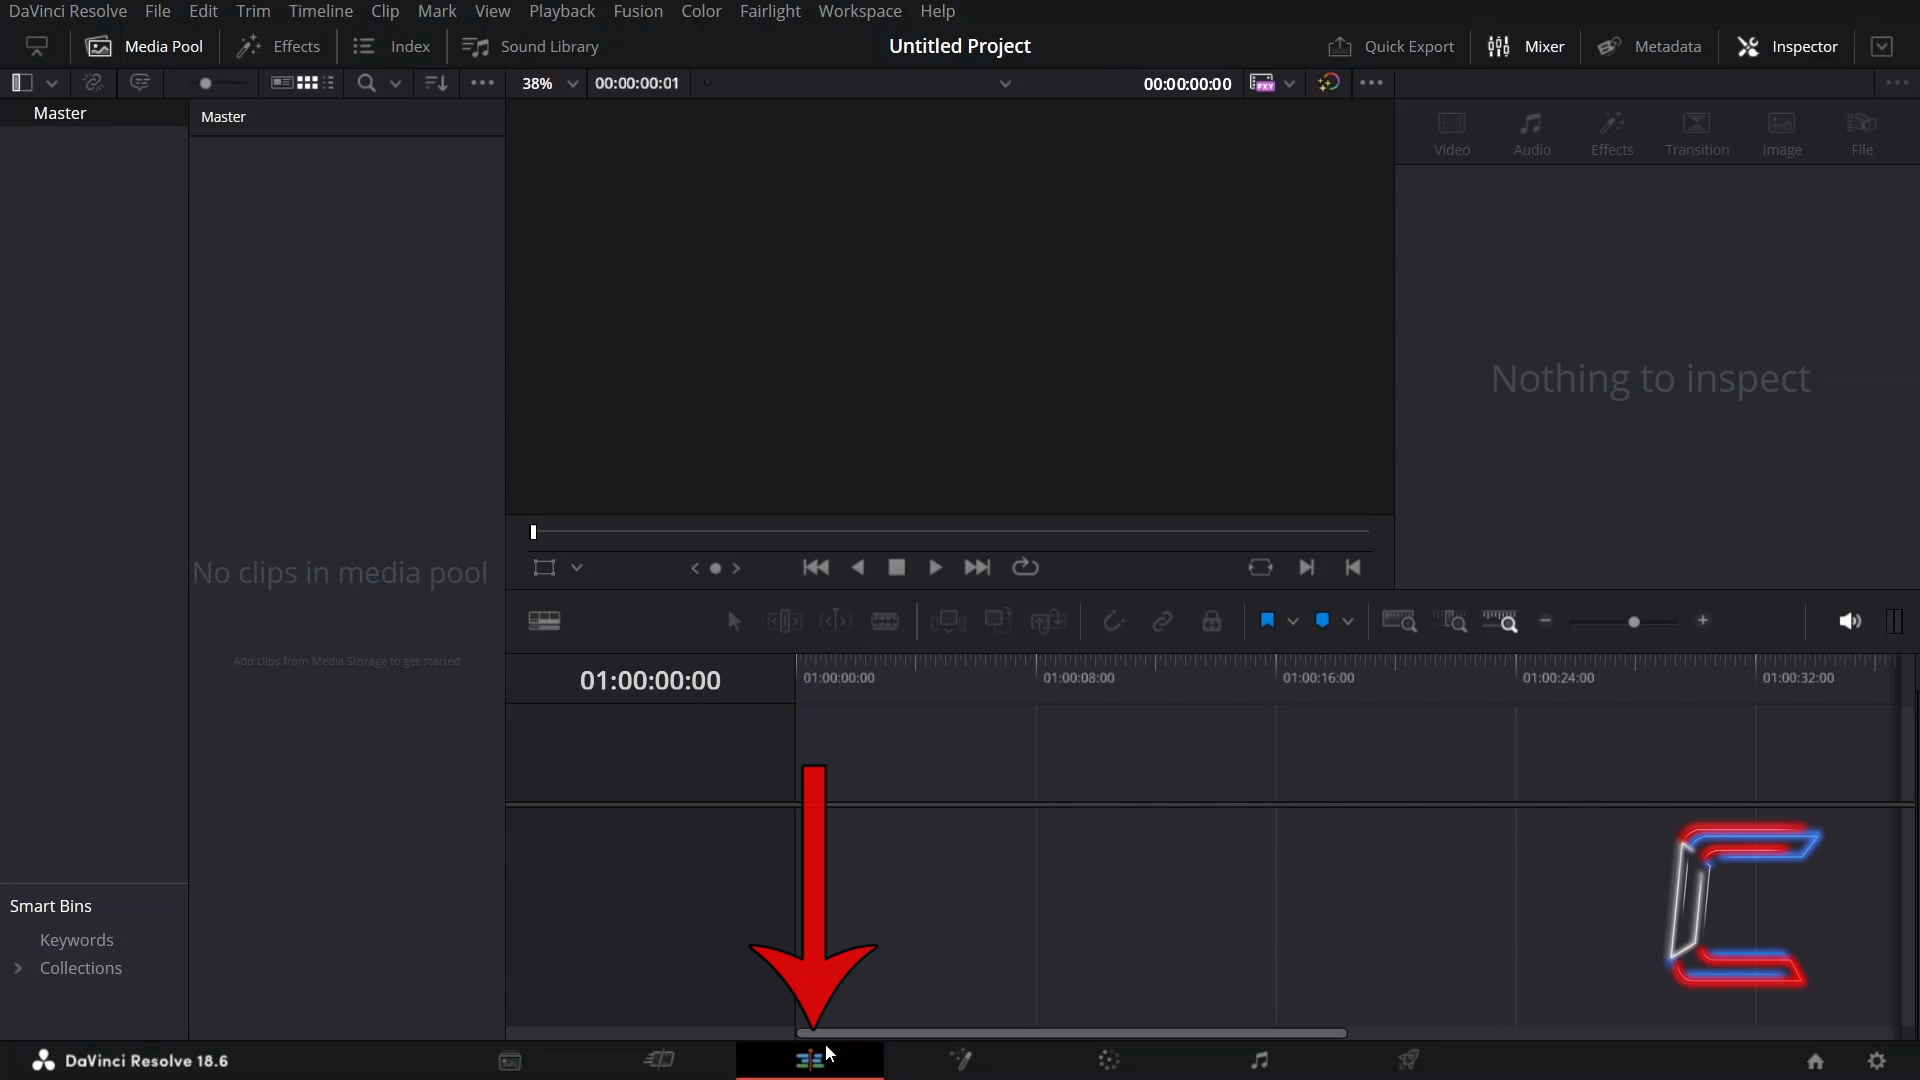 DaVinci Resolve File Edit Trim Timeline Clip Mark View Playback Fusion Color Fairlight Workspace Help
Media Pool Effects Index Sound Library Untitled Project Quick Export Mixer Metadata Inspector
38% 00:00:00:01 00:00:00:00 PXY
Master
Master
Video Audio Effects Transition Image File
Nothing to inspect
No clips in media pool
Add clips from Media Storage to get started
01:00:00:00
01:00:00:00 01:00:08:00 01:00:16:00 01:00:24:00 01:00:32:00
Smart Bins
Keywords
Collections
C
DaVinci Resolve 18.6